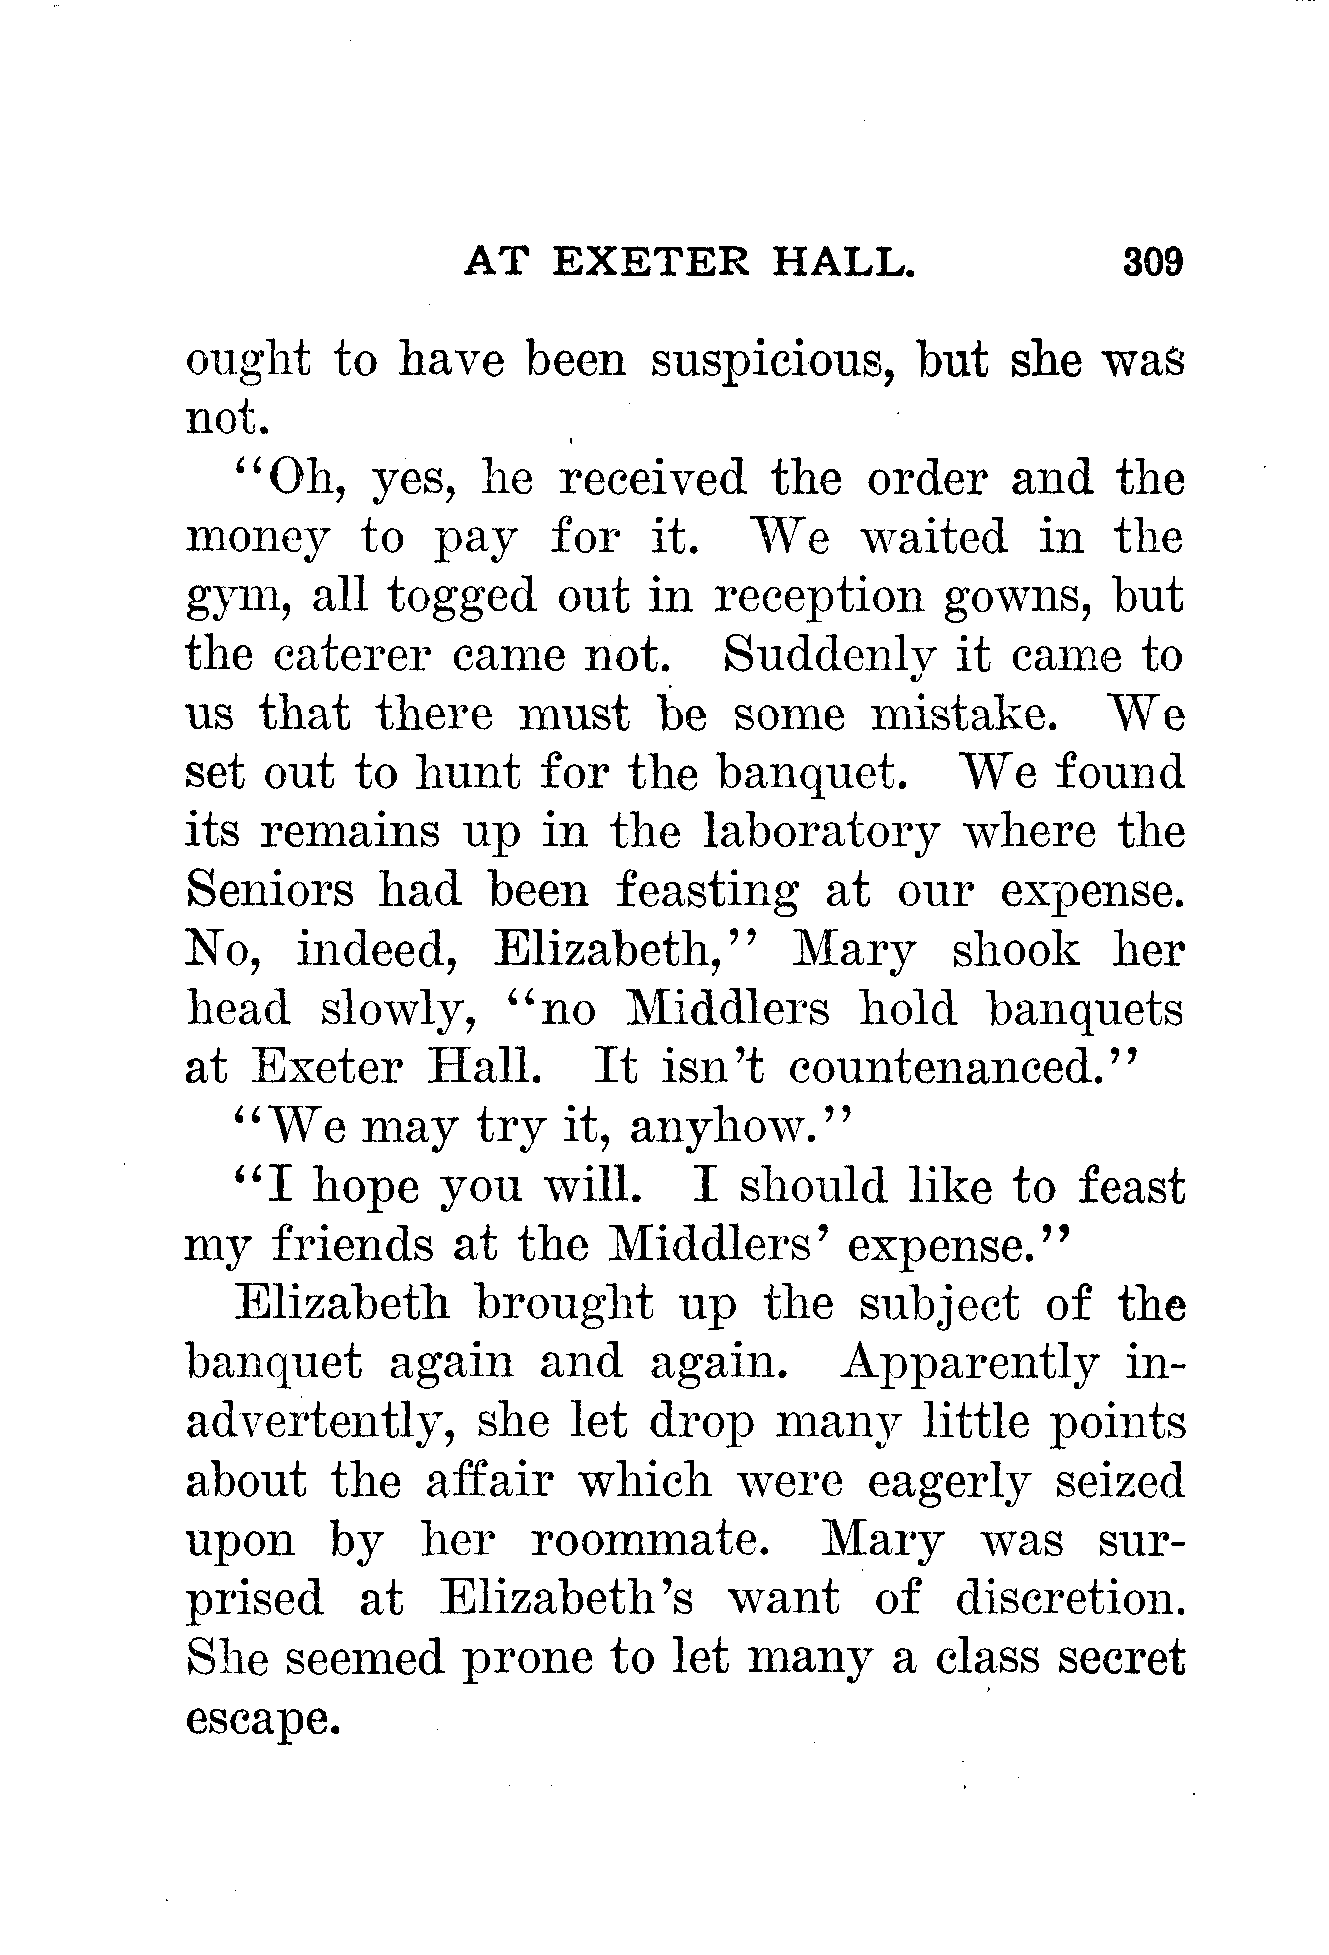 AT EXETER HALL. 309
ought to have been suspicious, but she was
not.
"Oh, yes, he received the order and the
money to pay for it. We waited in the
gym, all togged out in reception gowns, but
the caterer came not. Suddenly it came to
us that there must be some mistake. We
set out to hunt for the banquet. We found
its remains up in the laboratory where the
Seniors had been feasting at our expense.
No, indeed, Elizabeth," Mary shook her
head slowly, "no Middlers hold banquets
at Exeter Hall. It isn't countenanced."
"We may try it, anyhow."
"I hope you will. I should like to feast
my friends at the Middlers' expense."
Elizabeth brought up the subject of the
banquet again and again. Apparently in-
advertently, she let drop many little points
about the affair which were eagerly seized
upon by her roommate. Mary was sur-
prised at Elizabeth's want of discretion.
She seemed prone to let many a class secret
escape.